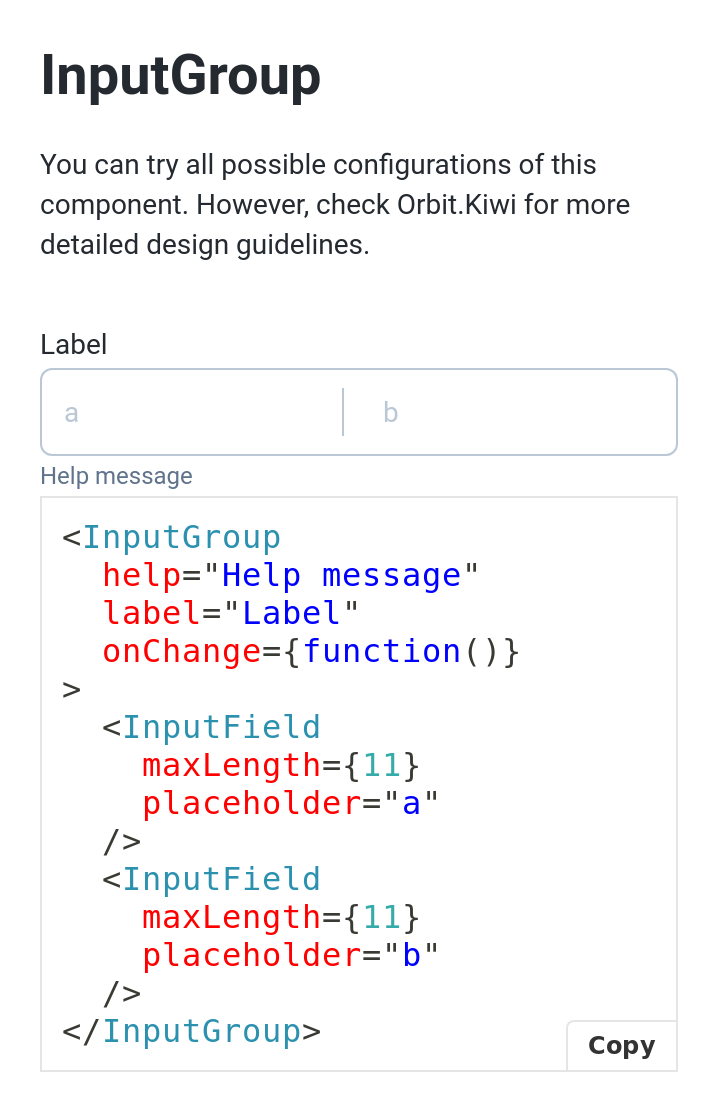 InputGroup
You can try all possible configurations of this
component. However, check Orbit.Kiwi for more
detailed design guidelines.
Label
a b
Help message
<InputGroup
  help="Help message"
  label="Label"
  onChange={function()}
>
  <InputField
    maxLength={11}
    placeholder="a"
  />
  <InputField
    maxLength={11}
    placeholder="b"
  />
</InputGroup>
Copy